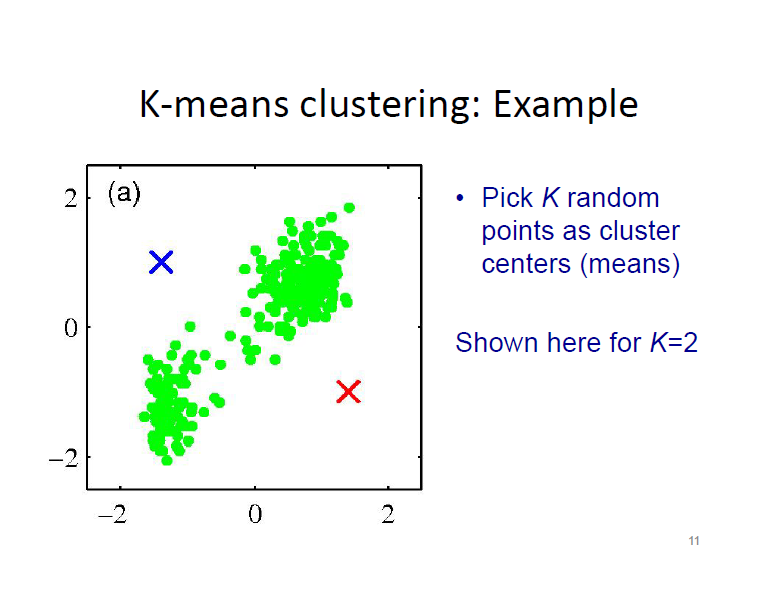 K-means clustering: Example
(a)
2
0
−2
−2 0 2
• Pick K random
points as cluster
centers (means)
Shown here for K=2
11